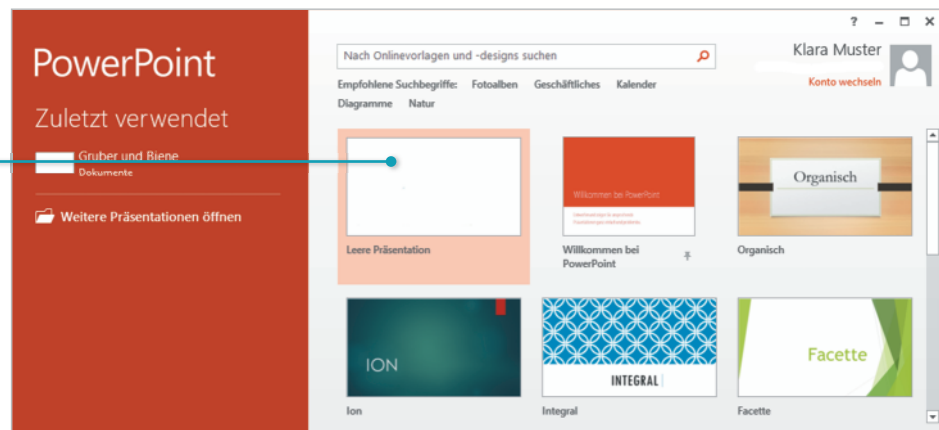 PowerPoint
Zuletzt verwendet
Gruber und Biene
Dokumente
Weitere Präsentationen öffnen
?
Nach Onlinevorlagen und -designs suchen
Empfohlene Suchbegriffe: Fotoalben Geschäftliches Kalender
Diagramme Natur
Klara Muster
Konto wechseln
Leere Präsentation
Willkommen bei PowerPoint
Willkommen bei
PowerPoint
Organisch
Organisch
ION
Ion
INTEGRAL
Integral
Facette
Facette